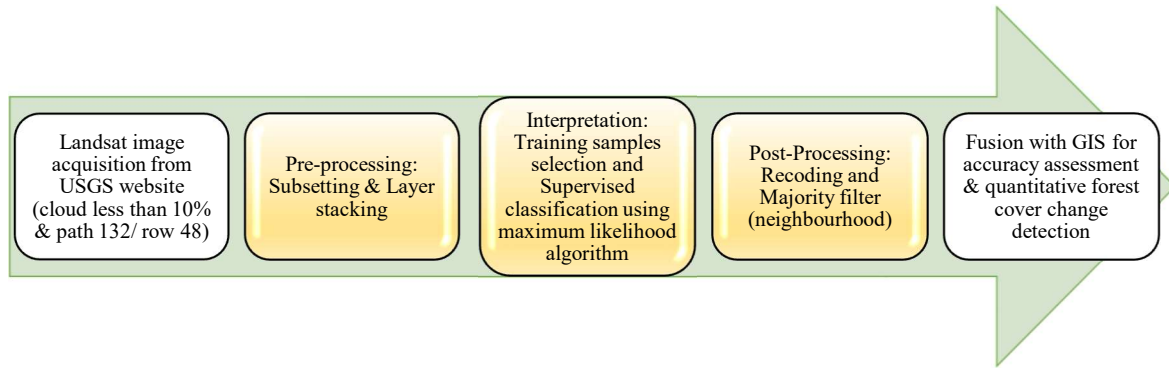 Landsat image
acquisition from
USGS website
(cloud less than 10%
& path 132/ row 48)
Pre-processing:
Subsetting & Layer
stacking
Interpretation:
Training samples
selection and
Supervised
classification using
maximum likelihood
algorithm
Post-Processing:
Recoding and
Majority filter
(neighbourhood)
Fusion with GIS for
accuracy assessment
& quantitative forest
cover change
detection